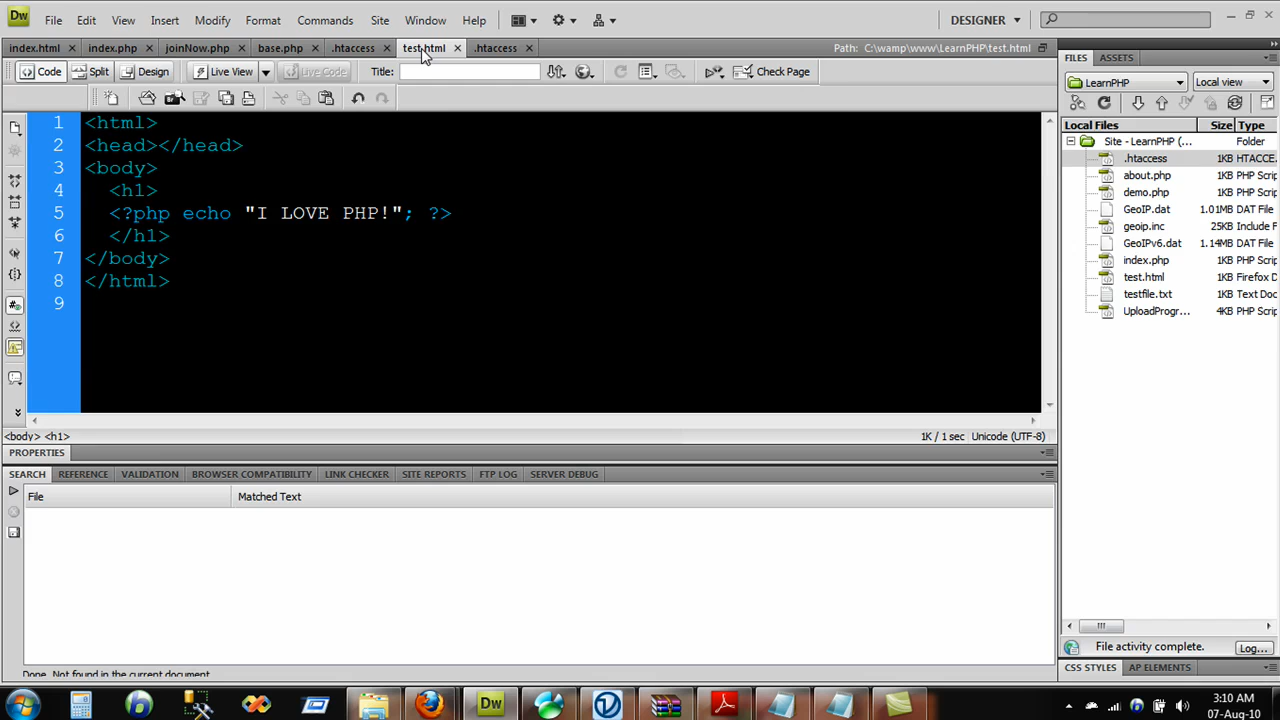 Dw File Edit View Insert Modify Format Commands Site Window Help DESIGNER
index.html index.php joinNow.php base.php .htaccess test.html .htaccess Path: C:\wamp\www\LearnPHP\test.html
Code Split Design Live View Live Code Title: Check Page
1 <html>
2 <head></head>
3 <body>
4 <h1>
5 <?php echo "I LOVE PHP!"; ?>
6 </h1>
7 </body>
8 </html>
9
<body> <h1> 1K / 1 sec Unicode (UTF-8)
PROPERTIES
SEARCH REFERENCE VALIDATION BROWSER COMPATIBILITY LINK CHECKER SITE REPORTS FTP LOG SERVER DEBUG
File Matched Text
Done. Not found in the current document.
FILES ASSETS
LearnPHP Local view
Local Files Size Type
Site - LearnPHP (... Folder
.htaccess 1KB HTACCE.
about.php 1KB PHP Scri
demo.php 1KB PHP Scri
GeoIP.dat 1.01MB DAT File
geoip.inc 25KB Include F
GeoIPv6.dat 1.14MB DAT File
index.php 1KB PHP Scri
test.html 1KB Firefox D
testfile.txt 1KB Text Doc
UploadProgr... 4KB PHP Scri
File activity complete. Log...
CSS STYLES AP ELEMENTS
Dw
3:10 AM
07-Aug-10